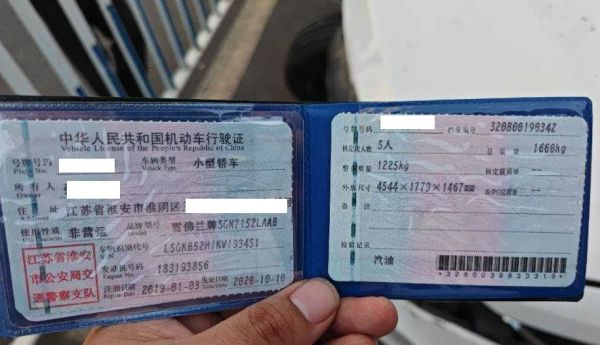 中华人民共和国机动车行驶证
Vehicle License of the People's Republic of China
号牌号码 车辆类型 小型轿车
Plate No. Vehicle Type
所有人
Owner
住址 江苏省淮安市淮阴区
Address
使用性质 非营运 品牌型号 雪佛兰牌SGM7152LAAB
车辆识别代号 LSGKB52H1KV193451
VIN
发动机号码 183193856
Engine No.
注册日期 2019-01-03 发证日期 2020-10-10
Register Date Issue Date
江苏省淮安
市公安局交
通警察支队
号牌号码 档案编号 320800190342
核定载人数 5人 总质量 1660kg
整备质量 1225kg 核定载质量
外廓尺寸 4544×1779×1467mm 准牵引总质量
备注
检验记录
汽油
*3260039833319*